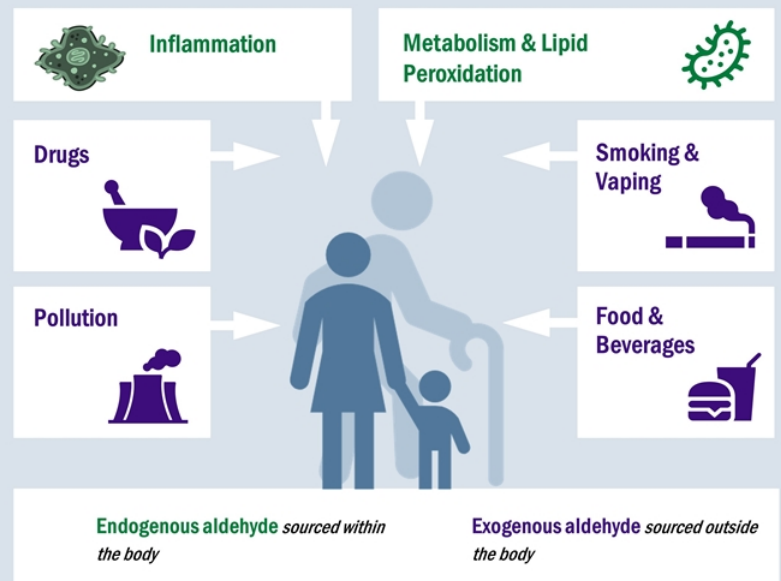 Inflammation
Metabolism & Lipid
Peroxidation
Drugs
Smoking &
Vaping
Pollution
Food &
Beverages
Endogenous aldehyde sourced within
the body
Exogenous aldehyde sourced outside
the body